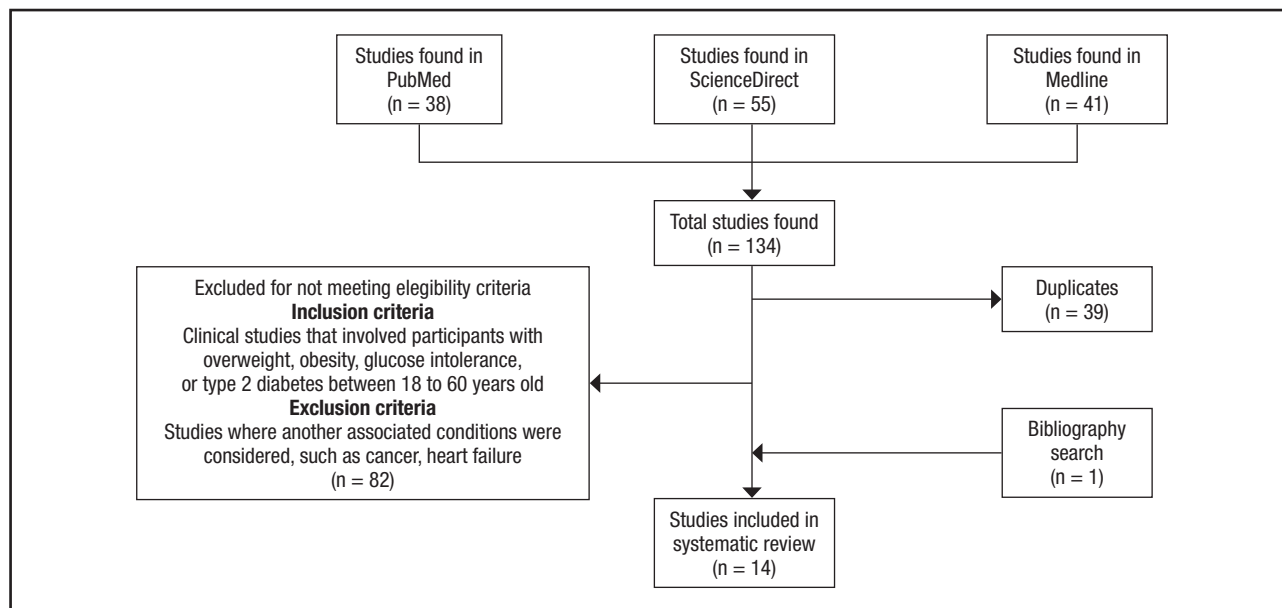 Studies found in
PubMed
(n = 38)
Studies found in
ScienceDirect
(n = 55)
Studies found in
Medline
(n = 41)
Total studies found
(n = 134)
Excluded for not meeting elegibility criteria
Inclusion criteria
Clinical studies that involved participants with
overweight, obesity, glucose intolerance,
or type 2 diabetes between 18 to 60 years old
Exclusion criteria
Studies where another associated conditions were
considered, such as cancer, heart failure
(n = 82)
Duplicates
(n = 39)
Bibliography
search
(n = 1)
Studies included in
systematic review
(n = 14)